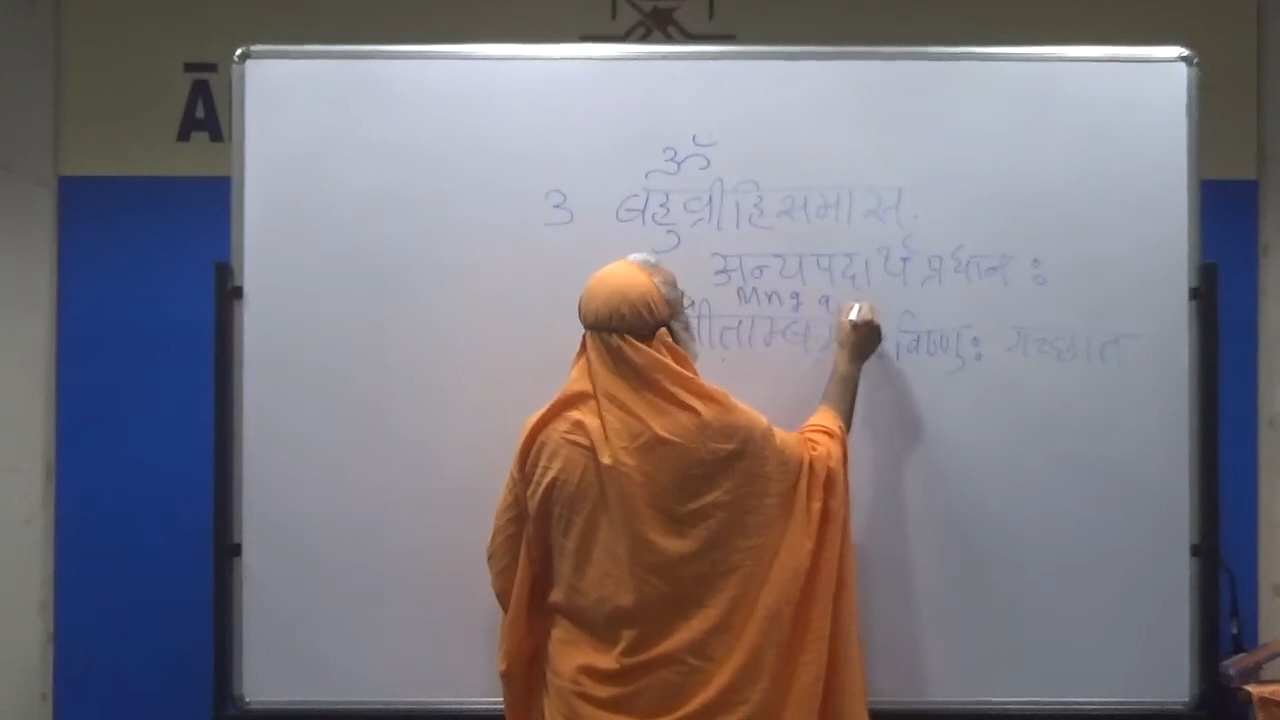 Ā
ॐ
3 बहुव्रीहिसमास.
अन्यपदार्थप्रधानः
Mng a
पीताम्बर विष्णुः गच्छति